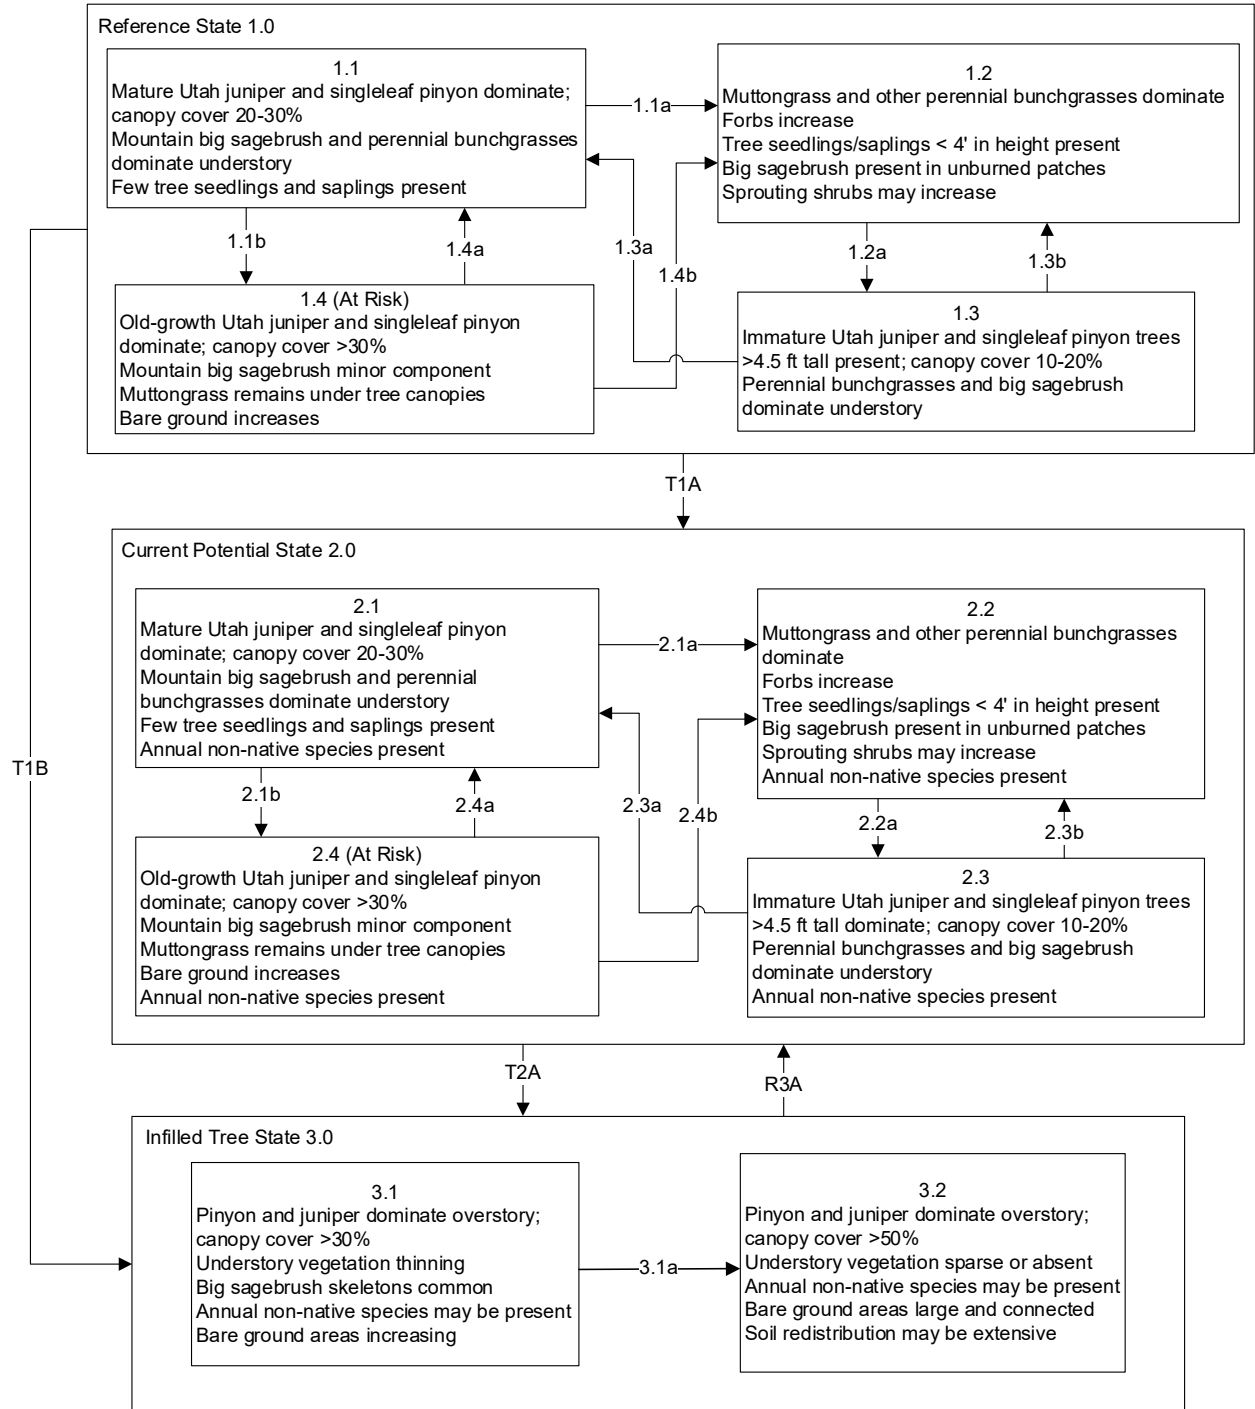 Reference State 1.0
1.1
Mature Utah juniper and singleleaf pinyon dominate;
canopy cover 20-30%
Mountain big sagebrush and perennial bunchgrasses
dominate understory
Few tree seedlings and saplings present
1.1a
1.2
Muttongrass and other perennial bunchgrasses dominate
Forbs increase
Tree seedlings/saplings < 4' in height present
Big sagebrush present in unburned patches
Sprouting shrubs may increase
1.1b
1.4a
1.3a
1.4b
1.2a
1.3b
1.4 (At Risk)
Old-growth Utah juniper and singleleaf pinyon
dominate; canopy cover >30%
Mountain big sagebrush minor component
Muttongrass remains under tree canopies
Bare ground increases
1.3
Immature Utah juniper and singleleaf pinyon trees
>4.5 ft tall present; canopy cover 10-20%
Perennial bunchgrasses and big sagebrush
dominate understory
T1A
T1B
Current Potential State 2.0
2.1
Mature Utah juniper and singleleaf pinyon
dominate; canopy cover 20-30%
Mountain big sagebrush and perennial
bunchgrasses dominate understory
Few tree seedlings and saplings present
Annual non-native species present
2.1a
2.2
Muttongrass and other perennial bunchgrasses
dominate
Forbs increase
Tree seedlings/saplings < 4' in height present
Big sagebrush present in unburned patches
Sprouting shrubs may increase
Annual non-native species present
2.1b
2.4a
2.3a
2.4b
2.2a
2.3b
2.4 (At Risk)
Old-growth Utah juniper and singleleaf pinyon
dominate; canopy cover >30%
Mountain big sagebrush minor component
Muttongrass remains under tree canopies
Bare ground increases
Annual non-native species present
2.3
Immature Utah juniper and singleleaf pinyon trees
>4.5 ft tall dominate; canopy cover 10-20%
Perennial bunchgrasses and big sagebrush
dominate understory
Annual non-native species present
T2A
R3A
Infilled Tree State 3.0
3.1
Pinyon and juniper dominate overstory;
canopy cover >30%
Understory vegetation thinning
Big sagebrush skeletons common
Annual non-native species may be present
Bare ground areas increasing
3.1a
3.2
Pinyon and juniper dominate overstory;
canopy cover >50%
Understory vegetation sparse or absent
Annual non-native species may be present
Bare ground areas large and connected
Soil redistribution may be extensive